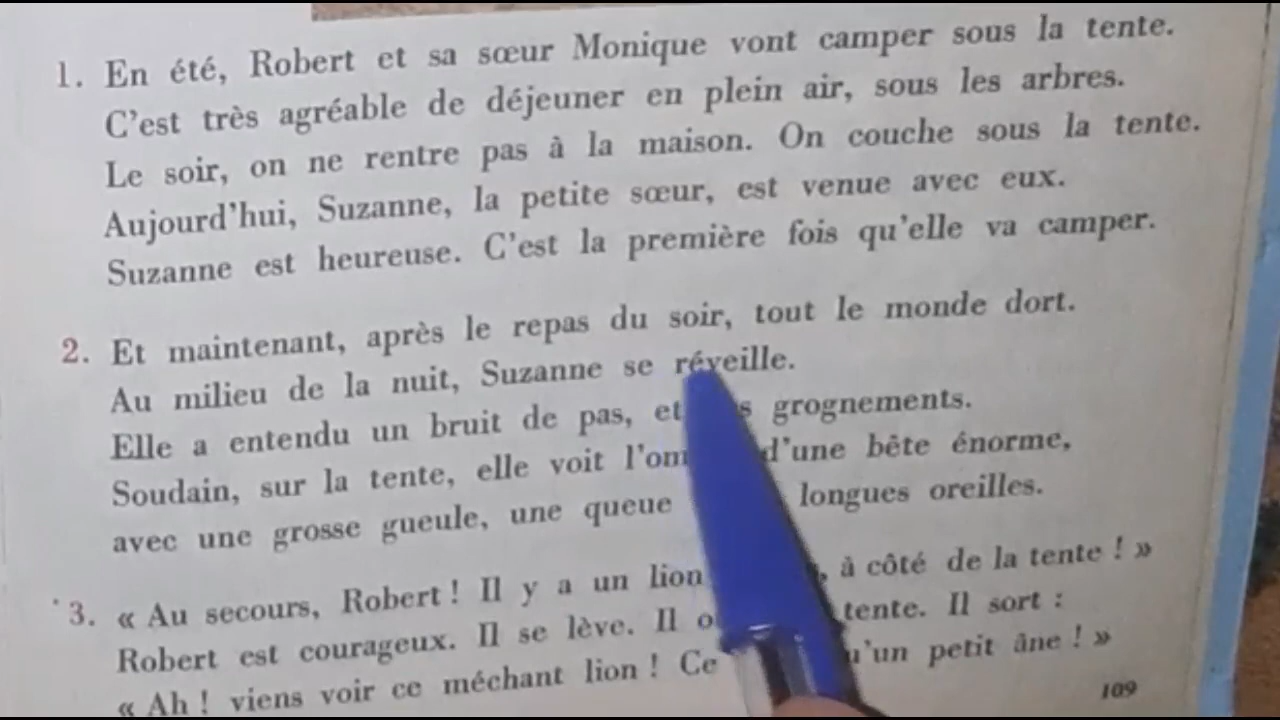 1. En été, Robert et sa sœur Monique vont camper sous la tente.
C'est très agréable de déjeuner en plein air, sous les arbres.
Le soir, on ne rentre pas à la maison. On couche sous la tente.
Aujourd'hui, Suzanne, la petite sœur, est venue avec eux.
Suzanne est heureuse. C'est la première fois qu'elle va camper.
2. Et maintenant, après le repas du soir, tout le monde dort.
Au milieu de la nuit, Suzanne se réveille.
Elle a entendu un bruit de pas, et grognements.
Soudain, sur la tente, elle voit d'une bête énorme,
avec une grosse gueule, une queue longues oreilles.
3. « Au secours, Robert ! Il y a un lion à côté de la tente ! »
Robert est courageux. Il se lève. Il tente. Il sort :
« Ah ! viens voir ce méchant lion ! Ce qu'un petit âne ! »
109